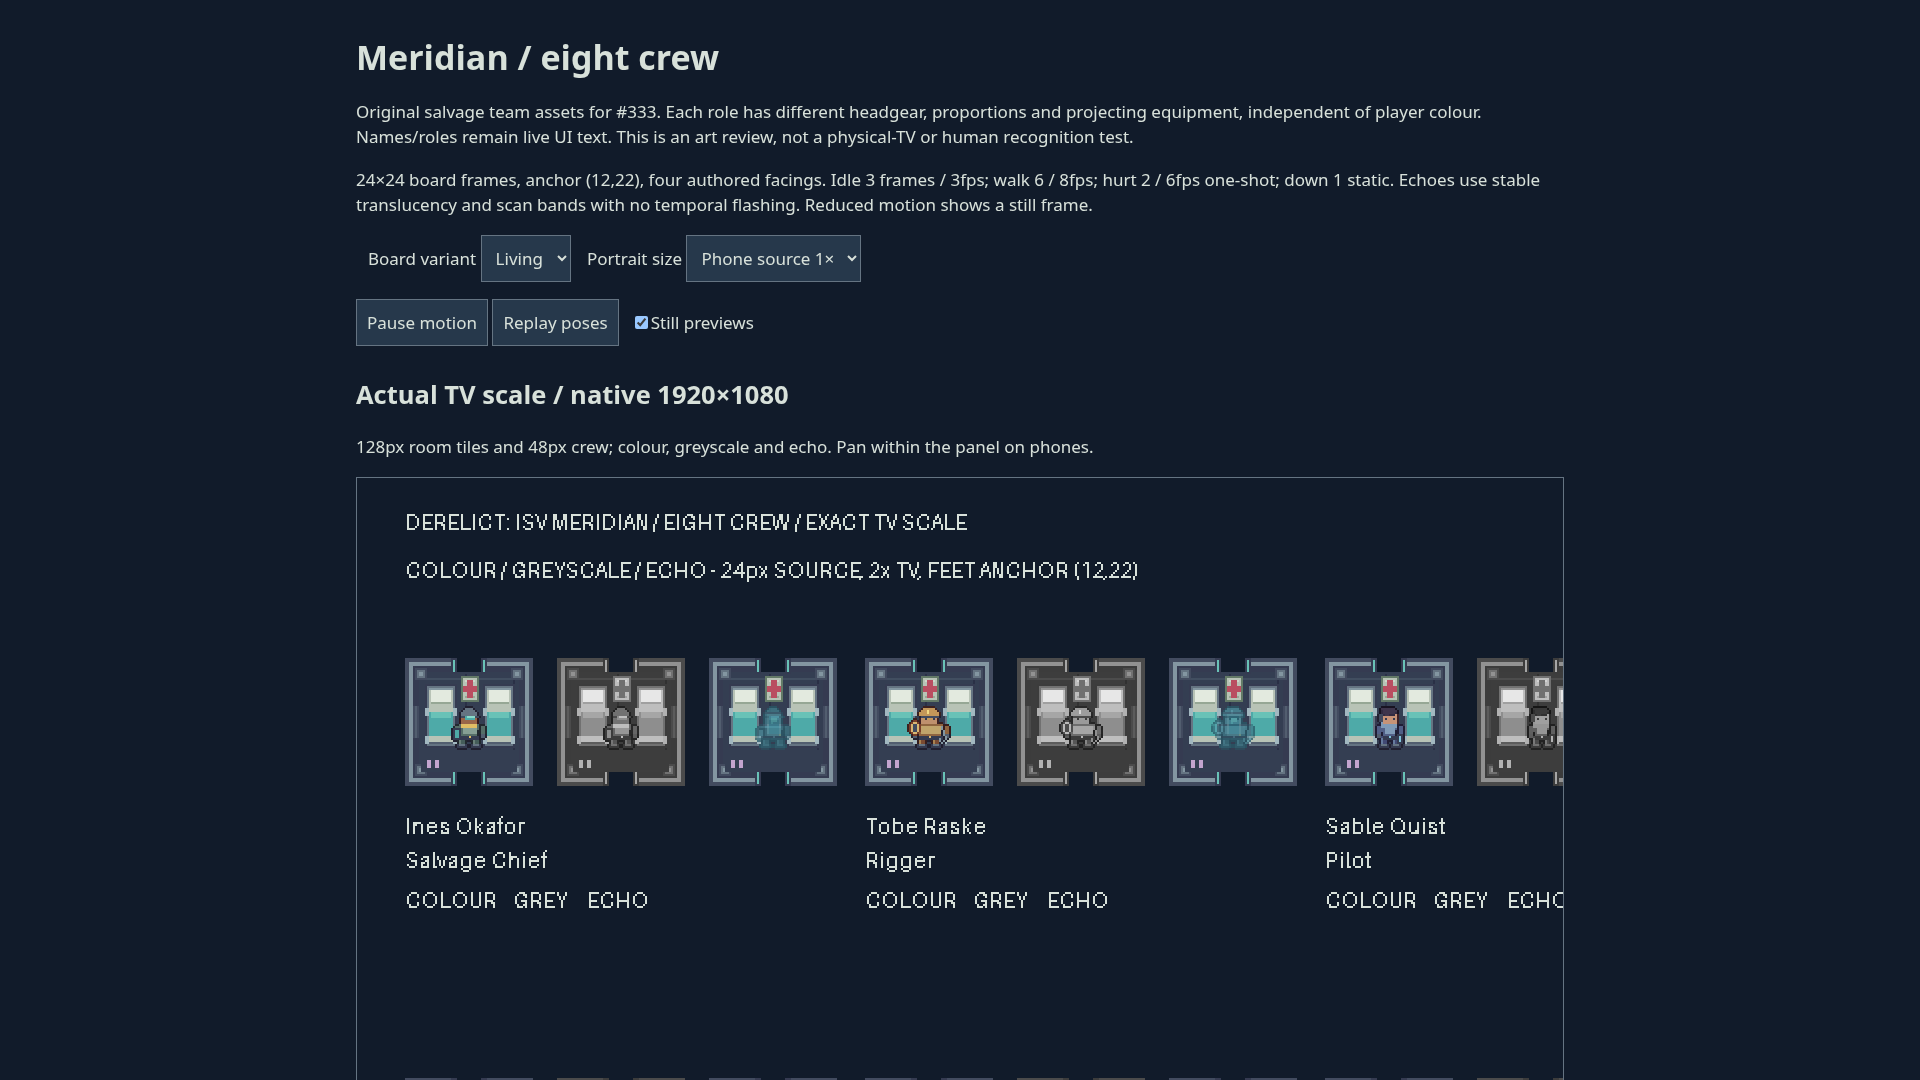 Meridian / eight crew
Original salvage team assets for #333. Each role has different headgear, proportions and projecting equipment, independent of player colour.
Names/roles remain live UI text. This is an art review, not a physical-TV or human recognition test.
24×24 board frames, anchor (12,22), four authored facings. Idle 3 frames / 3fps; walk 6 / 8fps; hurt 2 / 6fps one-shot; down 1 static. Echoes use stable
translucency and scan bands with no temporal flashing. Reduced motion shows a still frame.
Board variant Living Portrait size Phone source 1×
Pause motion Replay poses Still previews
Actual TV scale / native 1920×1080
128px room tiles and 48px crew; colour, greyscale and echo. Pan within the panel on phones.
DERELICT: ISV MERIDIAN / EIGHT CREW / EXACT TV SCALE
COLOUR / GREYSCALE / ECHO - 24px SOURCE, 2x TV, FEET ANCHOR (12,22)
Ines Okafor Tobe Raske Sable Quist
Salvage Chief Rigger Pilot
COLOUR GREY ECHO COLOUR GREY ECHO COLOUR GREY ECHO